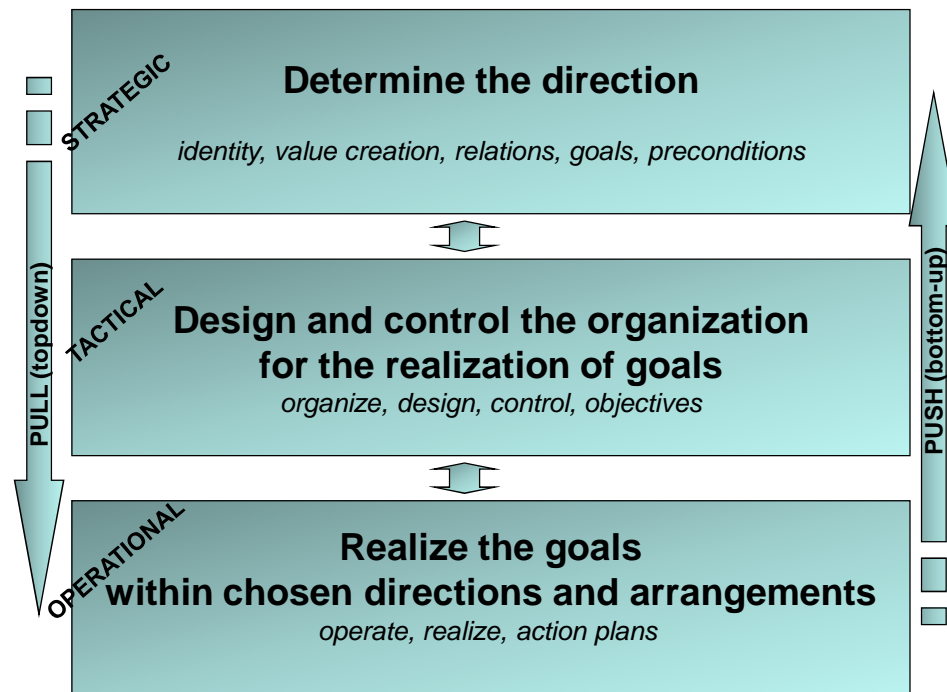 STRATEGIC
Determine the direction
identity, value creation, relations, goals, preconditions
PULL (topdown)
PUSH (bottom-up)
TACTICAL
Design and control the organization
for the realization of goals
organize, design, control, objectives
OPERATIONAL
Realize the goals
within chosen directions and arrangements
operate, realize, action plans